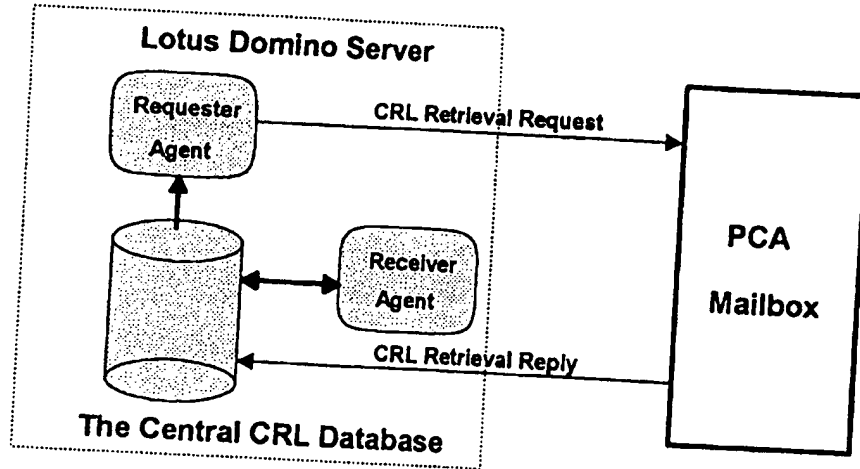 Lotus Domino Server
Requester
Agent
CRL Retrieval Request
PCA
Mailbox
Receiver
Agent
CRL Retrieval Reply
The Central CRL Database